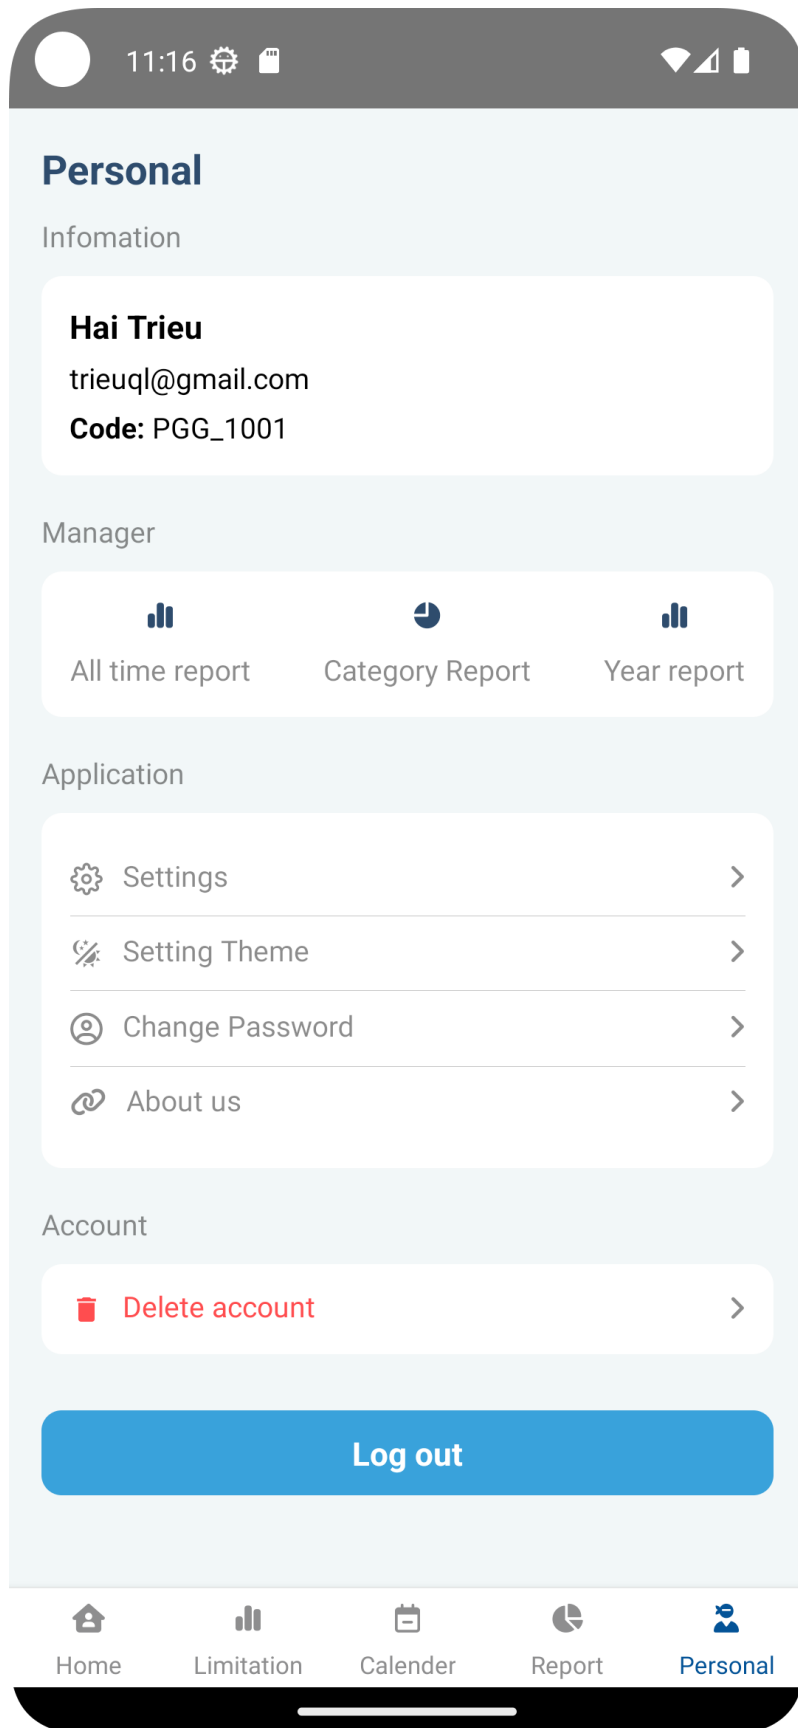 11:16
Personal
Infomation
Hai Trieu
trieuql@gmail.com
Code: PGG_1001
Manager
All time report Category Report Year report
Application
Settings
Setting Theme
Change Password
About us
Account
Delete account
Log out
Home Limitation Calender Report Personal